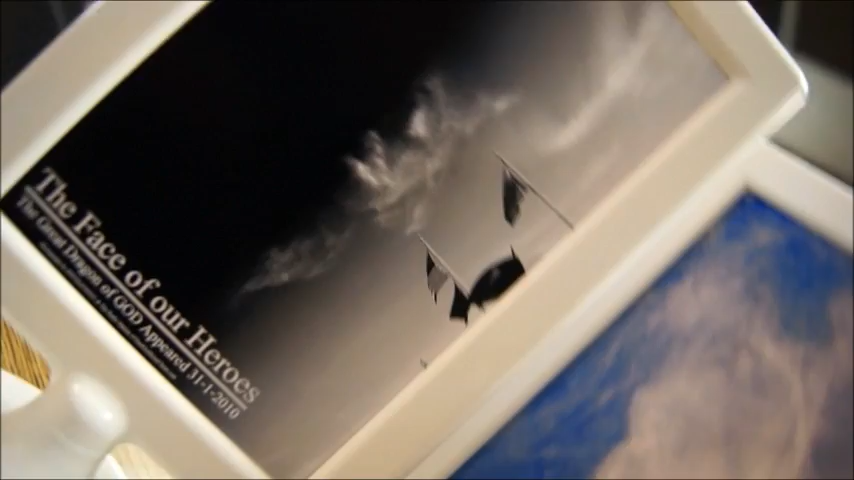 The Face of our Heroes
The Great Dragon of GOD Appeared 31-1-2010